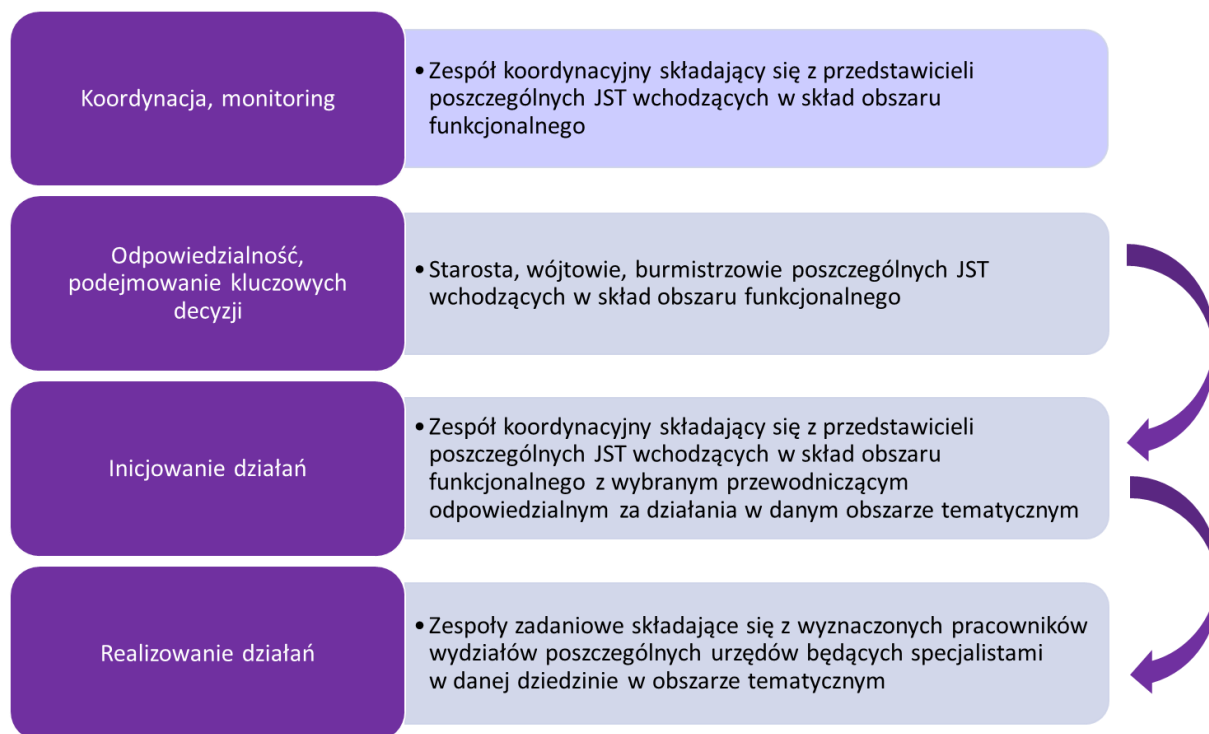 Koordynacja, monitoring
• Zespół koordynacyjny składający się z przedstawicieli
poszczególnych JST wchodzących w skład obszaru
funkcjonalnego
Odpowiedzialność,
podejmowanie kluczowych
decyzji
• Starosta, wójtowie, burmistrzowie poszczególnych JST
wchodzących w skład obszaru funkcjonalnego
Inicjowanie działań
• Zespół koordynacyjny składający się z przedstawicieli
poszczególnych JST wchodzących w skład obszaru
funkcjonalnego z wybranym przewodniczącym
odpowiedzialnym za działania w danym obszarze tematycznym
Realizowanie działań
• Zespoły zadaniowe składające się z wyznaczonych pracowników
wydziałów poszczególnych urzędów będących specjalistami
w danej dziedzinie w obszarze tematycznym